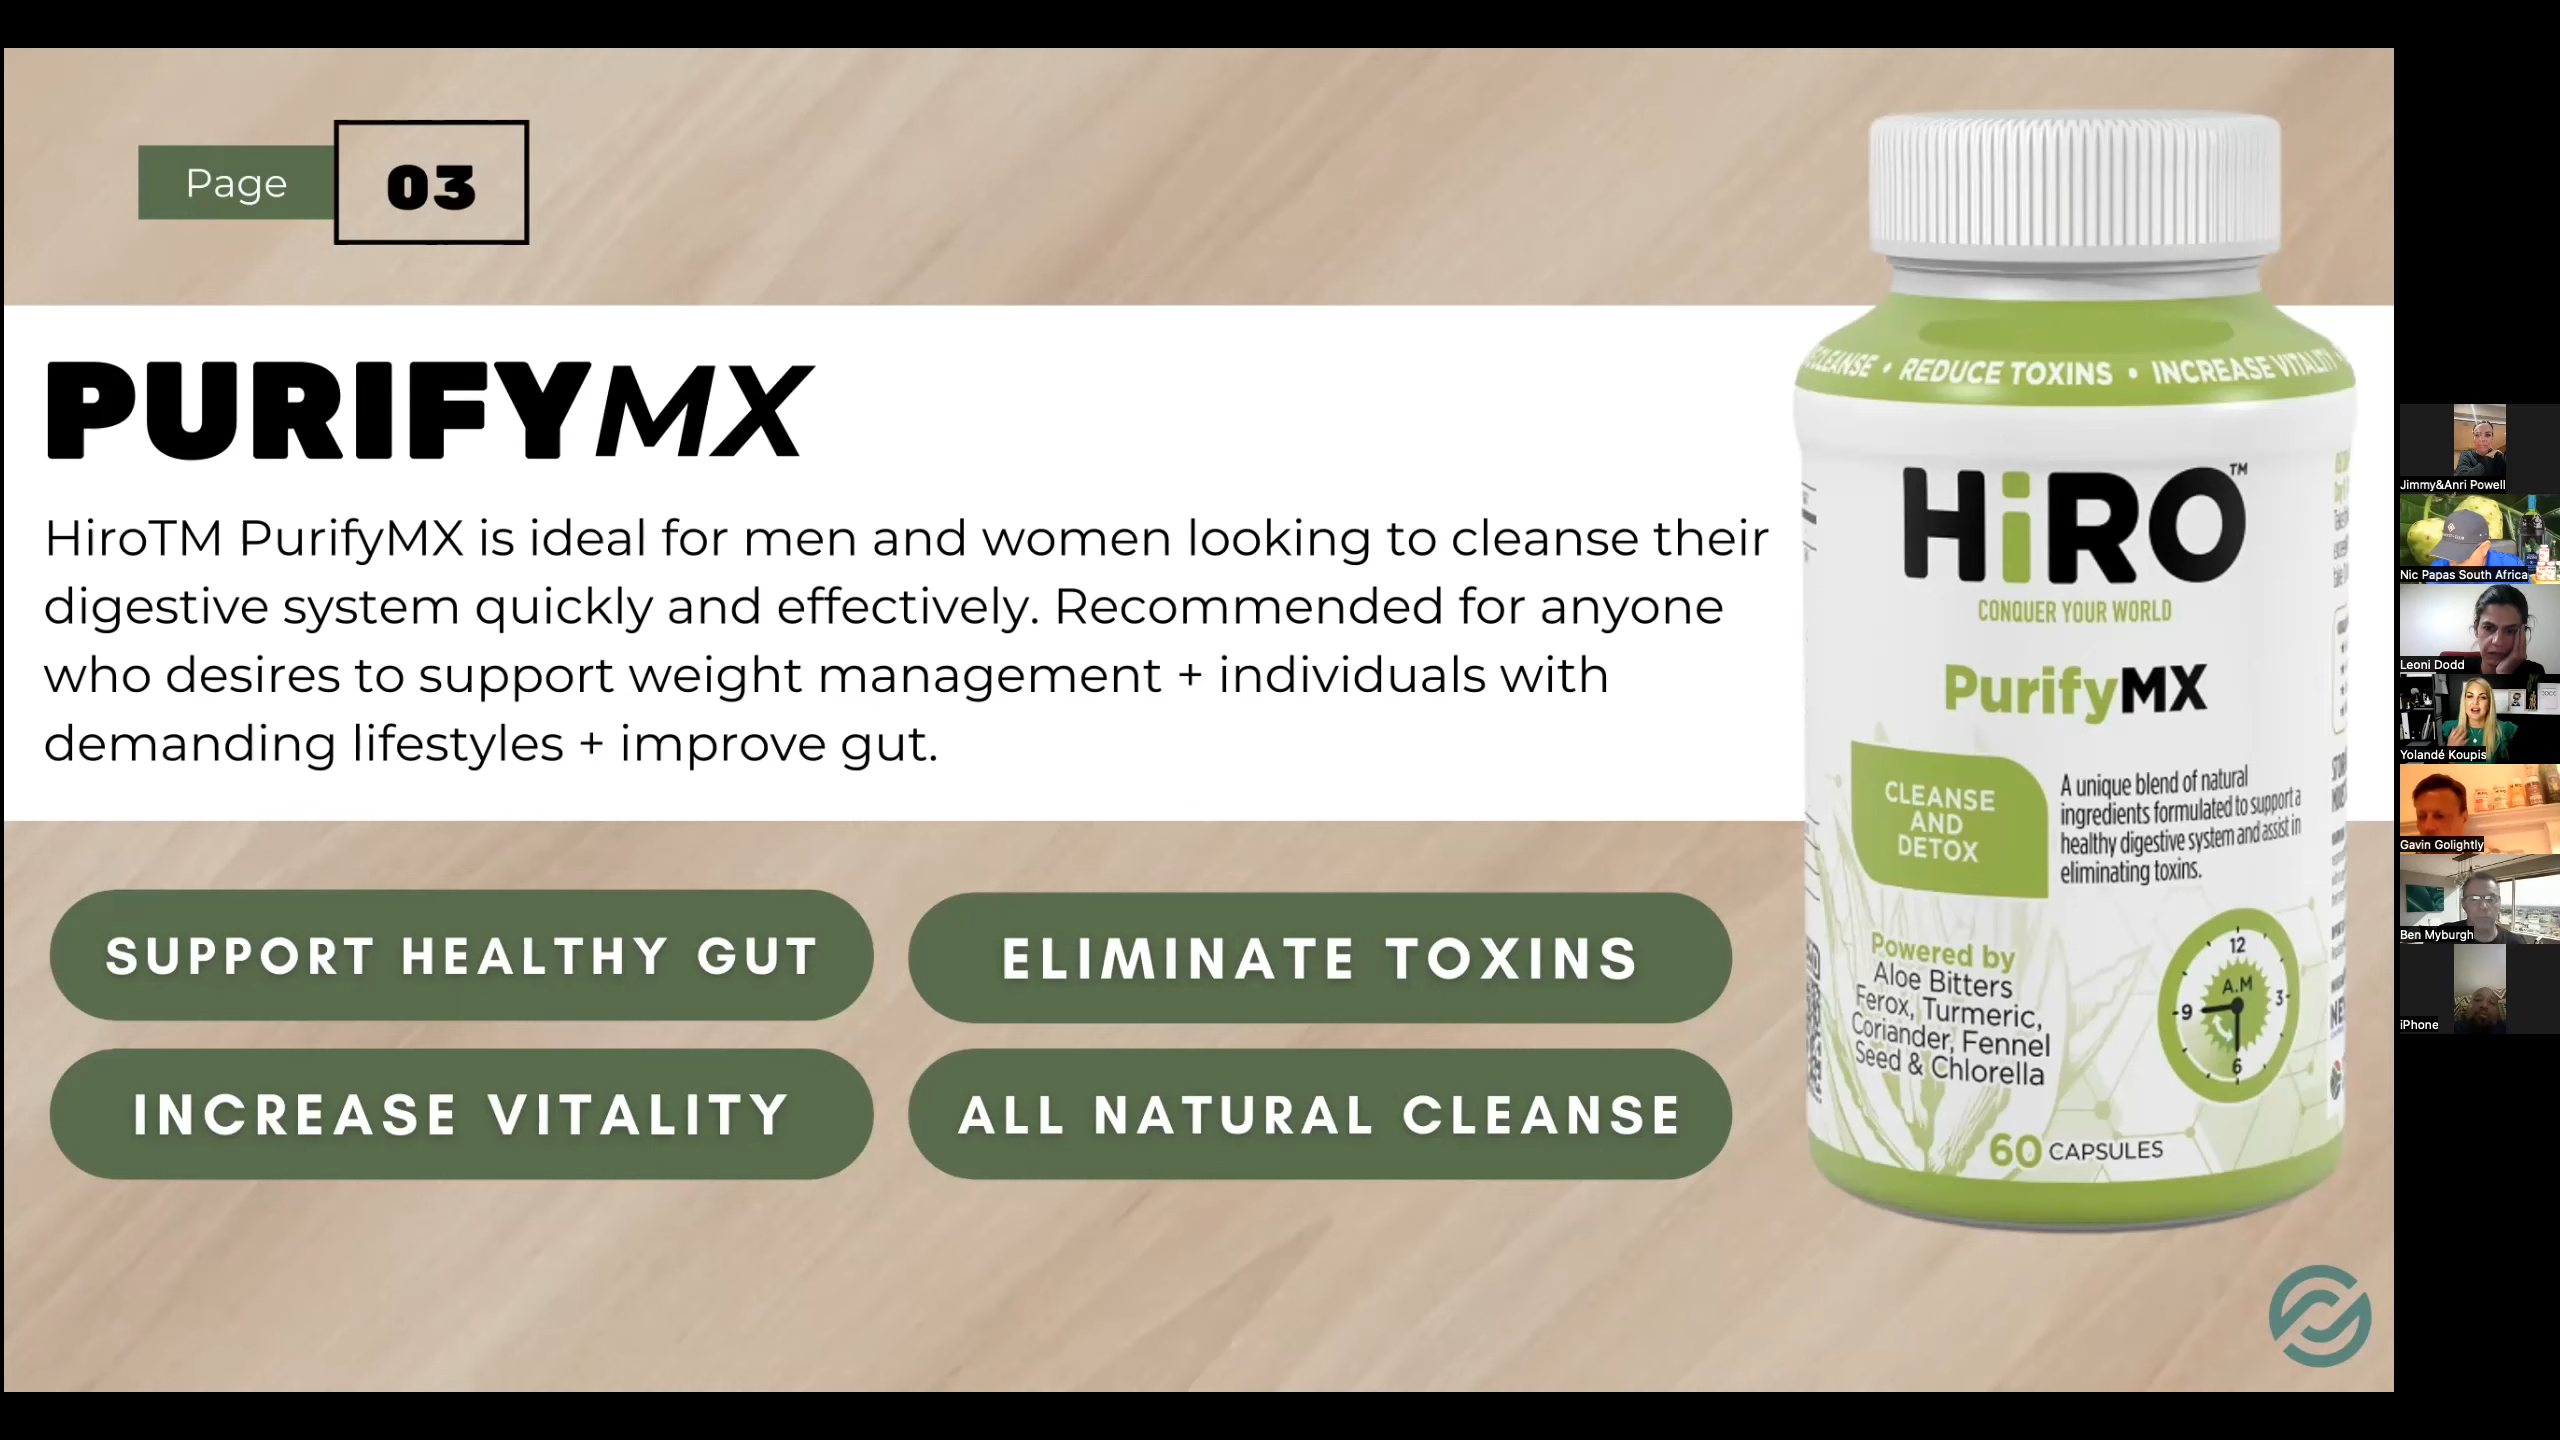 Page 03
PURIFYMX
HiroTM PurifyMX is ideal for men and women looking to cleanse their
digestive system quickly and effectively. Recommended for anyone
who desires to support weight management + individuals with
demanding lifestyles + improve gut.
SUPPORT HEALTHY GUT
ELIMINATE TOXINS
INCREASE VITALITY
ALL NATURAL CLEANSE
CLEANSE • REDUCE TOXINS • INCREASE VITALITY
HiRO™
CONQUER YOUR WORLD
PurifyMX
CLEANSE
AND
DETOX
A unique blend of natural
ingredients formulated to support a
healthy digestive system and assist in
eliminating toxins.
Powered by
Aloe Bitters
Ferox, Turmeric,
Coriander, Fennel
Seed & Chlorella
12
A.M
3
9
6
60 CAPSULES
Jimmy&Anri Powell
Nic Papas South Africa
Leoni Dodd
Yolandé Koupis
Gavin Golightly
Ben Myburgh
iPhone